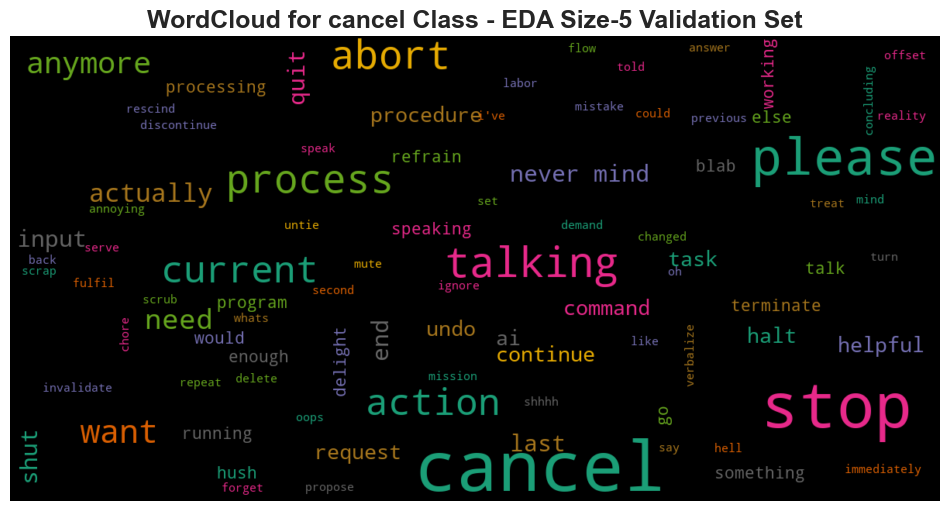 WordCloud for cancel Class - EDA Size-5 Validation Set
anymore
processing
quit
abort
flow
told
answer
working
offset
labor
rescind
discontinue
procedure
i've
mistake
could
previous
else
concluding
reality
speak
refrain
never mind
blab
please
actually
annoying
process
set
treat
mind
untie
speaking
demand
changed
input
serve
back
scrap
fulfil
current
mute
talking
ignore
task
oh
talk
turn
second
scrub
program
whats
need
would
enough
chore
command
terminate
undo
end
ai
continue
like
verbalize
halt
helpful
delight
invalidate
repeat
delete
mission
action
shhhh
oops
go
stop
want
running
shut
hush
forget
propose
request
last
cancel
say
hell
something
immediately